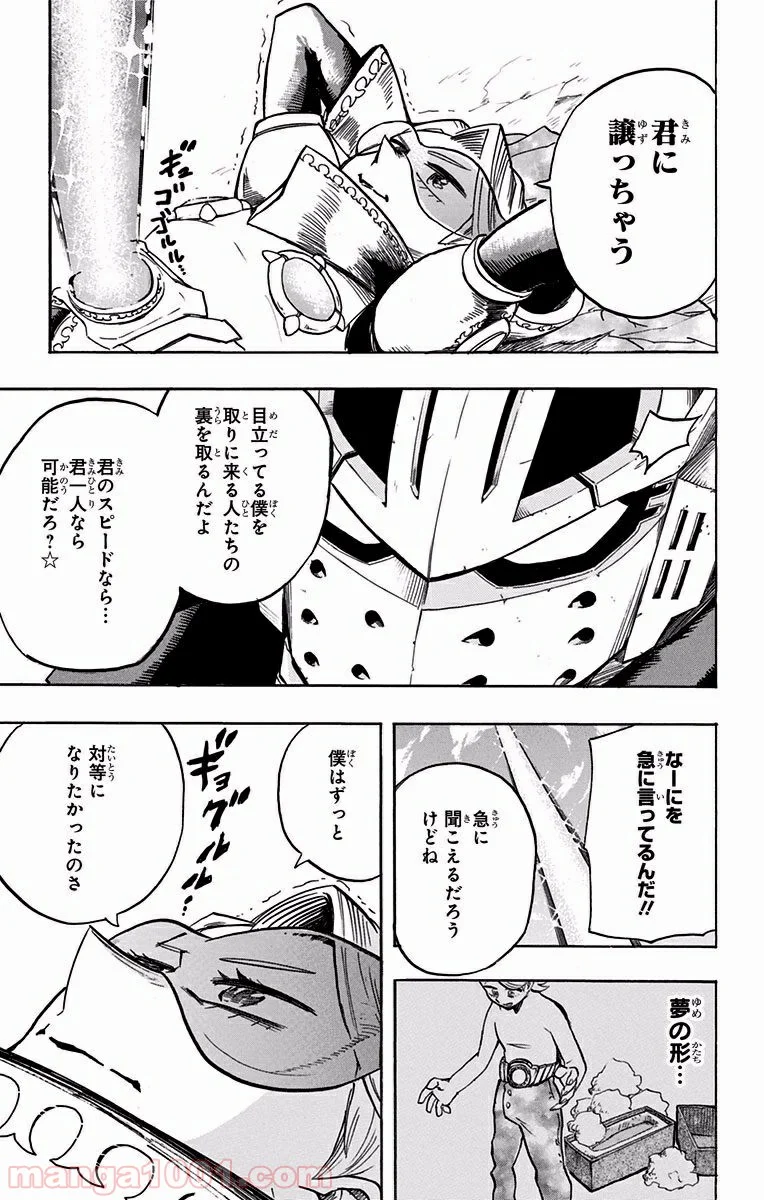 君に
譲っちゃう
ギュゴゴルル…
目立ってる僕を
取りに来る人たちの
裏を取るんだよ
君のスピードなら…
君一人なら
可能だろ？☆
なーにを
急に言ってるんだ!!
急に
聞こえるだろう
けどね
夢の形…
僕はずっと
対等に
なりたかったのさ
ギョグルルル…
manga1001.com